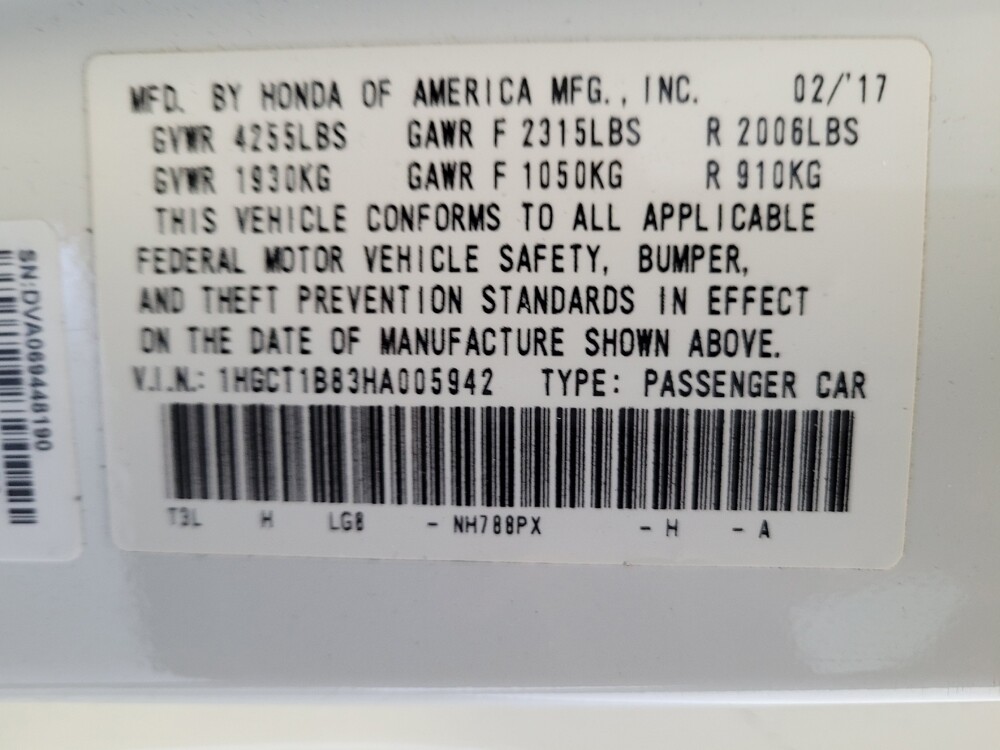 MFD. BY HONDA OF AMERICA MFG., INC. 02/'17
GVWR 4255LBS GAWR F 2315LBS R 2006LBS
GVWR 1930KG GAWR F 1050KG R 910KG
THIS VEHICLE CONFORMS TO ALL APPLICABLE
FEDERAL MOTOR VEHICLE SAFETY, BUMPER,
AND THEFT PREVENTION STANDARDS IN EFFECT
ON THE DATE OF MANUFACTURE SHOWN ABOVE.
V.I.N.: 1HGCT1B83HA005942 TYPE: PASSENGER CAR
T3L H LG8 - NH788PX - H - A
SN:DVA069448190